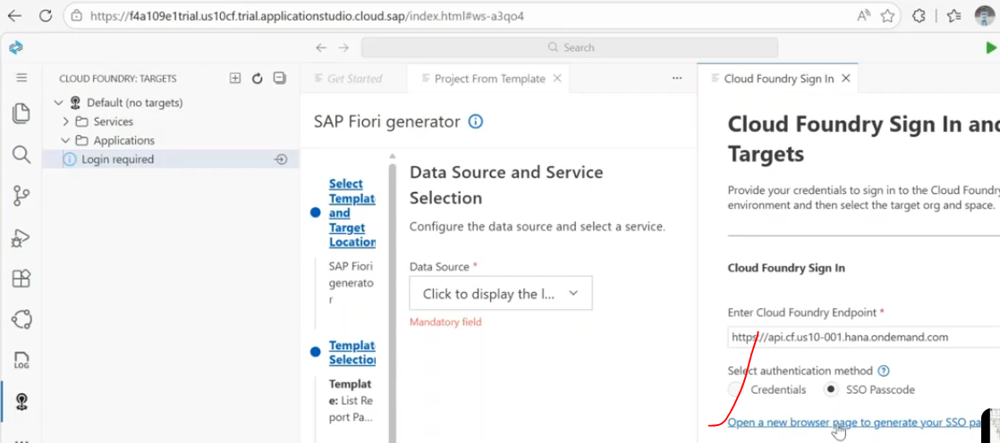 https://f4a109e1trial.us10cf.trial.applicationstudio.cloud.sap/index.html#ws-a3qo4
Search
CLOUD FOUNDRY: TARGETS
Default (no targets)
Services
Applications
Login required
LOG
Get Started
Project From Template
SAP Fiori generator
Select
Templat
and
Target
Location
SAP Fiori
generato
r
Templat
Selection
Templat
e: List Re
port Pa...
Data Source and Service
Selection
Configure the data source and select a service.
Data Source *
Click to display the l...
Mandatory field
Cloud Foundry Sign In
Cloud Foundry Sign In and
Targets
Provide your credentials to sign in to the Cloud Foundry
environment and then select the target org and space.
Cloud Foundry Sign In
Enter Cloud Foundry Endpoint *
https://api.cf.us10-001.hana.ondemand.com
Select authentication method
Credentials
SSO Passcode
Open a new browser page to generate your SSO pa